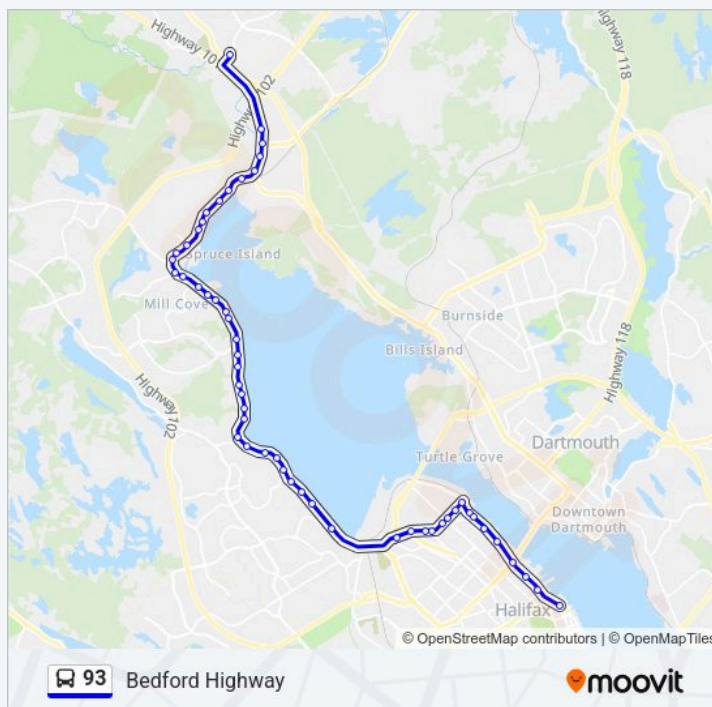 Highway 10
Highway 118
Highway 102
Spruce Island
Mill Cove
Burnside
Bills Island
Highway 118
Highway 102
Dartmouth
Turtle Grove
Downtown
Dartmouth
Halifax
© OpenStreetMap contributors | © OpenMapTiles
93 Bedford Highway
moovit